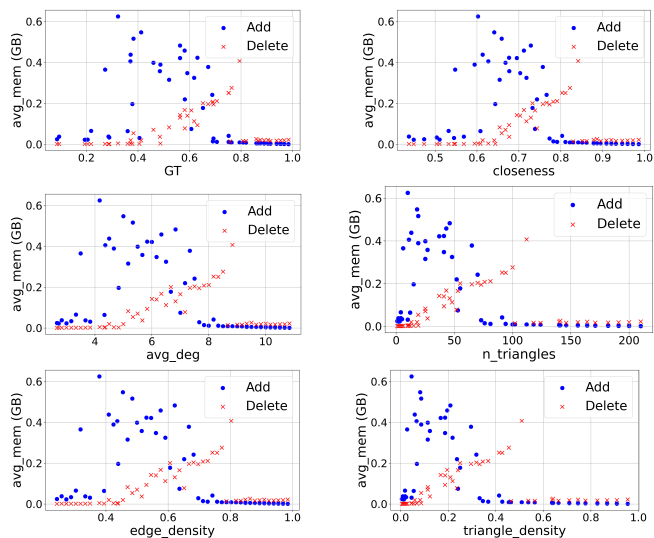 avg_mem (GB)
0.6
0.4
0.2
0.0
Add
Delete
0.2 0.4 0.6 0.8 1.0
GT
avg_mem (GB)
0.6
0.4
0.2
0.0
Add
Delete
0.5 0.6 0.7 0.8 0.9 1.0
closeness
avg_mem (GB)
0.6
0.4
0.2
0.0
Add
Delete
4 6 8 10
avg_deg
avg_mem (GB)
0.6
0.4
0.2
0.0
Add
Delete
0 50 100 150 200
n_triangles
avg_mem (GB)
0.6
0.4
0.2
0.0
Add
Delete
0.4 0.6 0.8 1.0
edge_density
avg_mem (GB)
0.6
0.4
0.2
0.0
Add
Delete
0.0 0.2 0.4 0.6 0.8 1.0
triangle_density